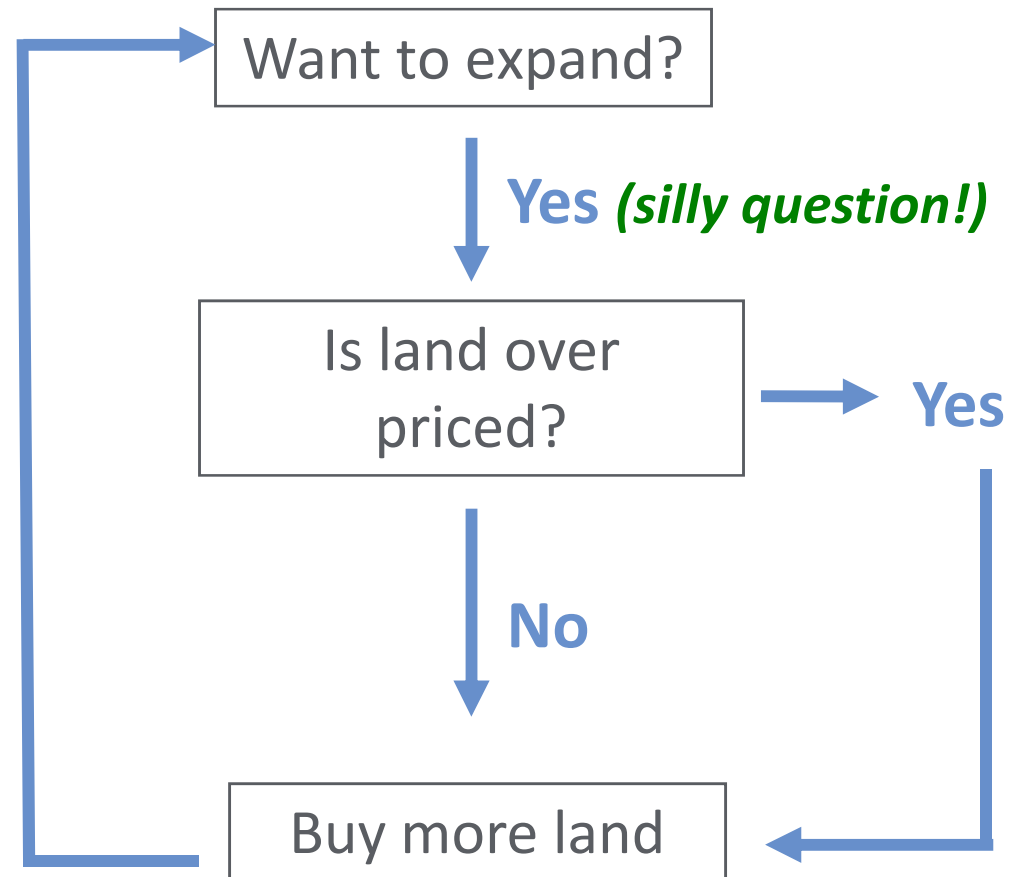 Want to expand?
Yes (silly question!)
Is land over
priced?
Yes
No
Buy more land